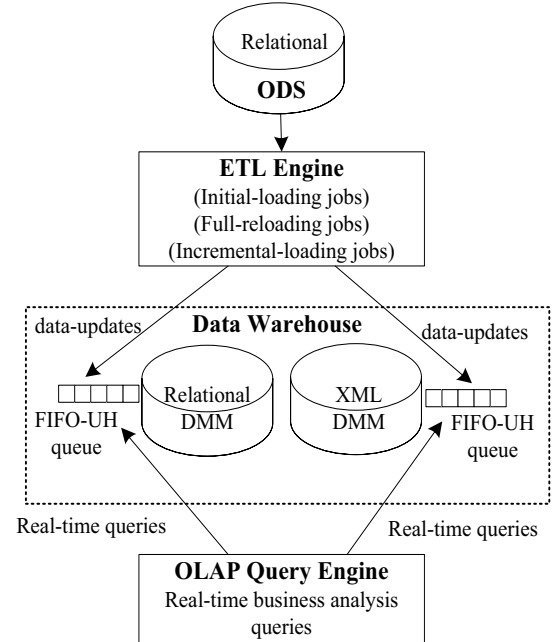 Relational
ODS
ETL Engine
(Initial-loading jobs)
(Full-reloading jobs)
(Incremental-loading jobs)
data-updates
Data Warehouse
data-updates
Relational
DMM
XML
DMM
FIFO-UH
queue
FIFO-UH
queue
Real-time queries
Real-time queries
OLAP Query Engine
Real-time business analysis
queries